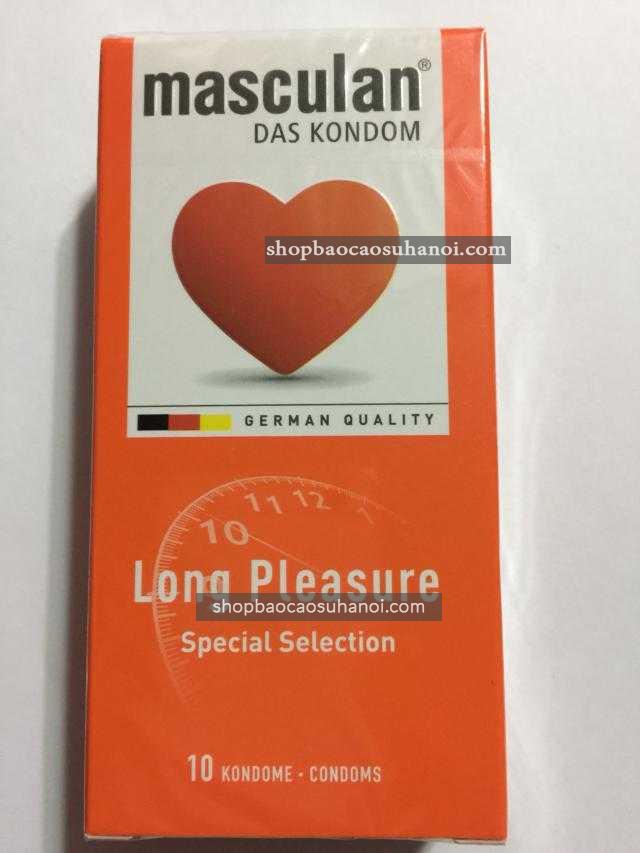 masculan®
DAS KONDOM
shopbaocaosuhanoi.com
GERMAN QUALITY
11 12 1
10
Long Pleasure
shopbaocaosuhanoi.com
Special Selection
10 KONDOME · CONDOMS